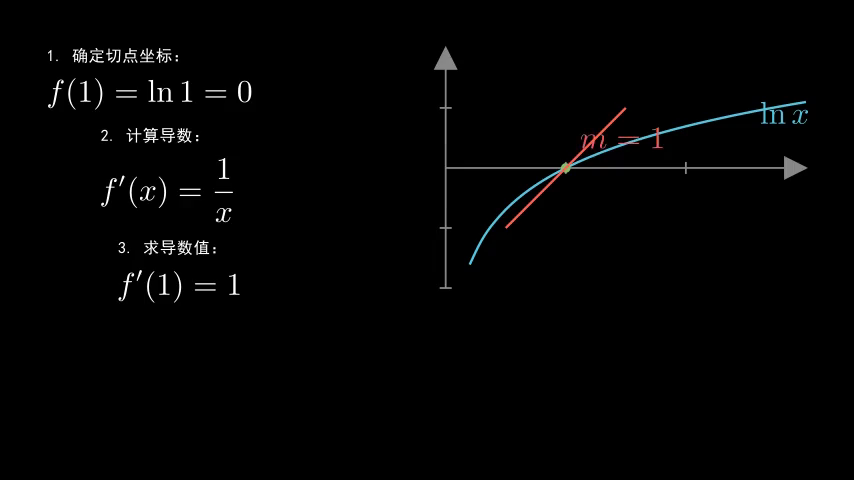 1. 确定切点坐标:
f(1) = ln 1 = 0
2. 计算导数:
f′(x) = 1/x
3. 求导数值:
f′(1) = 1
ln x
m = 1